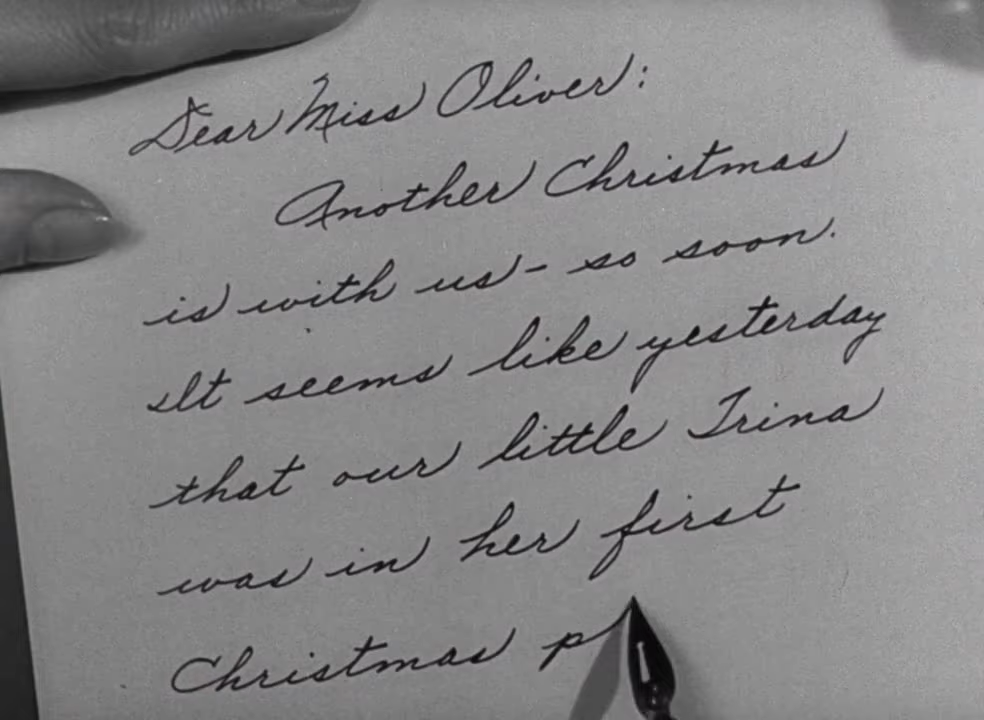 Dear Miss Oliver:
Another Christmas
is with us - so soon.
It seems like yesterday
that our little Trina
was in her first
Christmas p